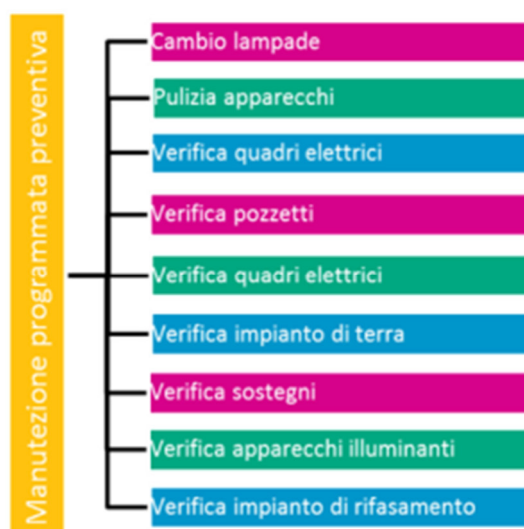 Manutezione programmata preventiva
Cambio lampade
Pulizia apparecchi
Verifica quadri elettrici
Verifica pozzetti
Verifica quadri elettrici
Verifica impianto di terra
Verifica sostegni
Verifica apparecchi illuminanti
Verifica impianto di rifasamento